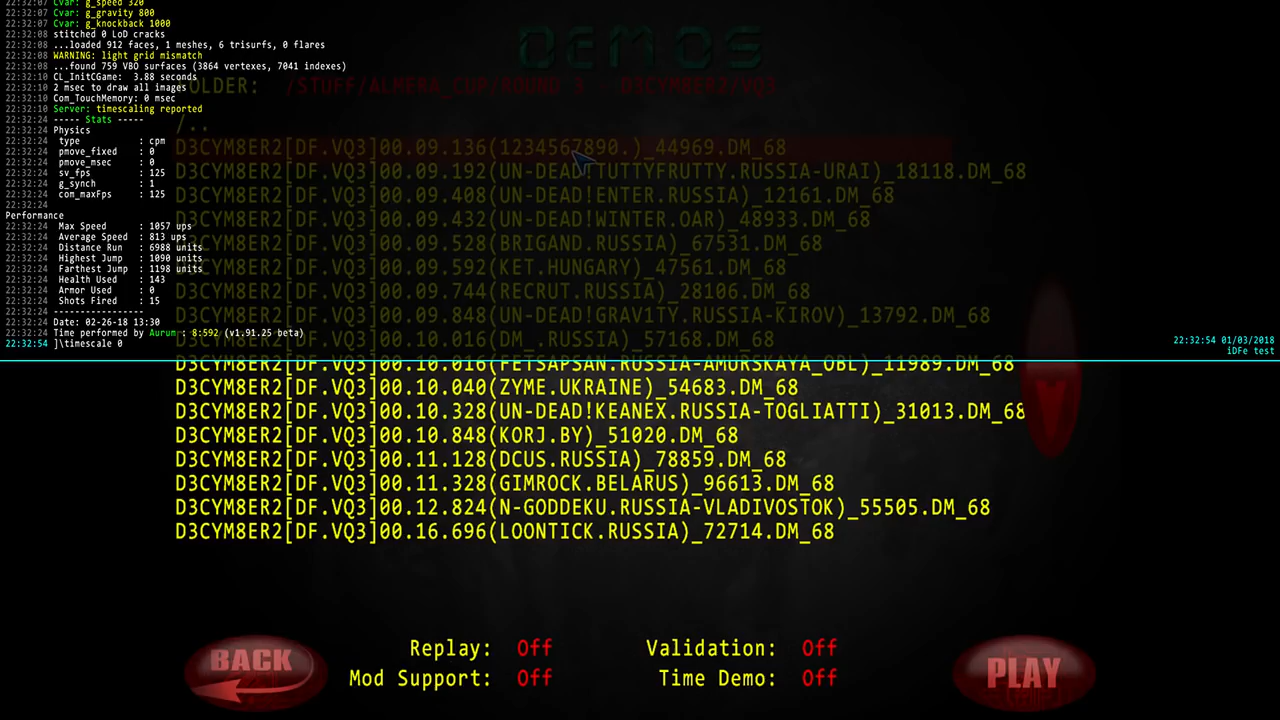 22:32:07 Cvar: g_speed 320
22:32:07 Cvar: g_gravity 800
22:32:07 Cvar: g_knockback 1000
22:32:08 stitched 0 LoD cracks
22:32:08 ...loaded 912 faces, 1 meshes, 6 trisurfs, 0 flares
22:32:08 WARNING: light grid mismatch
22:32:08 ...found 759 VBO surfaces (3864 vertexes, 7041 indexes)
22:32:10 CL_InitCGame: 3.88 seconds
22:32:10 2 msec to draw all images
22:32:10 Com_TouchMemory: 0 msec
22:32:10 Server: timescaling reported
22:32:24 ----- Stats -----
22:32:24 Physics
22:32:24 type : cpm
22:32:24 pmove_fixed : 0
22:32:24 pmove_msec : 0
22:32:24 sv_fps : 125
22:32:24 g_synch : 1
22:32:24 com_maxFps : 125
22:32:24
Performance
22:32:24 Max Speed : 1057 ups
22:32:24 Average Speed : 813 ups
22:32:24 Distance Run : 6988 units
22:32:24 Highest Jump : 1090 units
22:32:24 Farthest Jump : 1198 units
22:32:24 Health Used : 143
22:32:24 Armor Used : 0
22:32:24 Shots Fired : 15
22:32:24 -----------------
22:32:24 Date: 02-26-18 13:30
22:32:24 Time performed by Aurum : 8:592 (v1.91.25 beta)
22:32:54 ]\timescale 0
22:32:54 01/03/2018
iDFe test
DEMOS
OLDER: /STUFF/ALMERA_CUP/ROUND 3 - D3CYM8ER2/VQ3
/..
D3CYM8ER2[DF.VQ3]00.09.136(1234567890.)_44969.DM_68
D3CYM8ER2[DF.VQ3]00.09.192(UN-DEAD!TUTTYFRUTTY.RUSSIA-URAI)_18118.DM_68
D3CYM8ER2[DF.VQ3]00.09.408(UN-DEAD!ENTER.RUSSIA)_12161.DM_68
D3CYM8ER2[DF.VQ3]00.09.432(UN-DEAD!WINTER.OAR)_48933.DM_68
D3CYM8ER2[DF.VQ3]00.09.528(BRIGAND.RUSSIA)_67531.DM_68
D3CYM8ER2[DF.VQ3]00.09.592(KET.HUNGARY)_47561.DM_68
D3CYM8ER2[DF.VQ3]00.09.744(RECRUT.RUSSIA)_28106.DM_68
D3CYM8ER2[DF.VQ3]00.09.848(UN-DEAD!GRAV1TY.RUSSIA-KIROV)_13792.DM_68
D3CYM8ER2[DF.VQ3]00.10.016(DM_.RUSSIA)_57168.DM_68
D3CYM8ER2[DF.VQ3]00.10.016(FETSAPSAN.RUSSIA-AMURSKAYA_OBL)_11989.DM_68
D3CYM8ER2[DF.VQ3]00.10.040(ZYME.UKRAINE)_54683.DM_68
D3CYM8ER2[DF.VQ3]00.10.328(UN-DEAD!KEANEX.RUSSIA-TOGLIATTI)_31013.DM_68
D3CYM8ER2[DF.VQ3]00.10.848(KORJ.BY)_51020.DM_68
D3CYM8ER2[DF.VQ3]00.11.128(DCUS.RUSSIA)_78859.DM_68
D3CYM8ER2[DF.VQ3]00.11.328(GIMROCK.BELARUS)_96613.DM_68
D3CYM8ER2[DF.VQ3]00.12.824(N-GODDEKU.RUSSIA-VLADIVOSTOK)_55505.DM_68
D3CYM8ER2[DF.VQ3]00.16.696(LOONTICK.RUSSIA)_72714.DM_68
Replay: Off Validation: Off
Mod Support: Off Time Demo: Off
BACK
PLAY